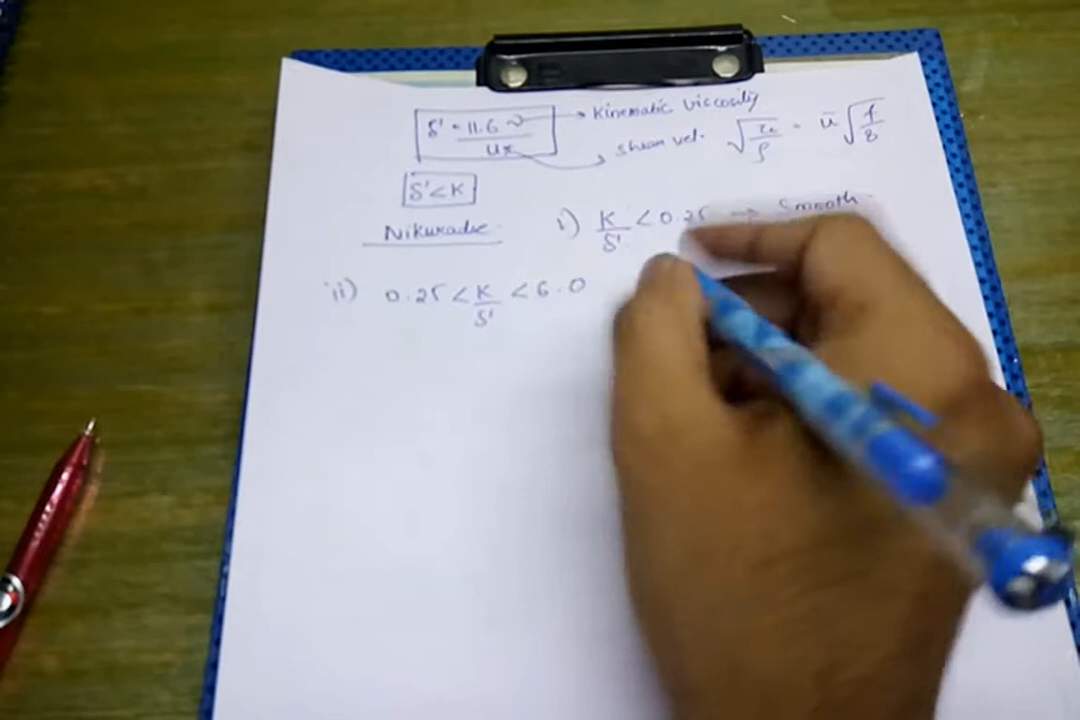 δ' = 11.6 ν / u* → Kinematic viscosity
→ shear vel. √(τ₀/ρ) = ū √(f/8)
δ' < K
Nikuradse i) K/δ' < 0.25 → Smooth
ii) 0.25 < K/δ' < 6.0